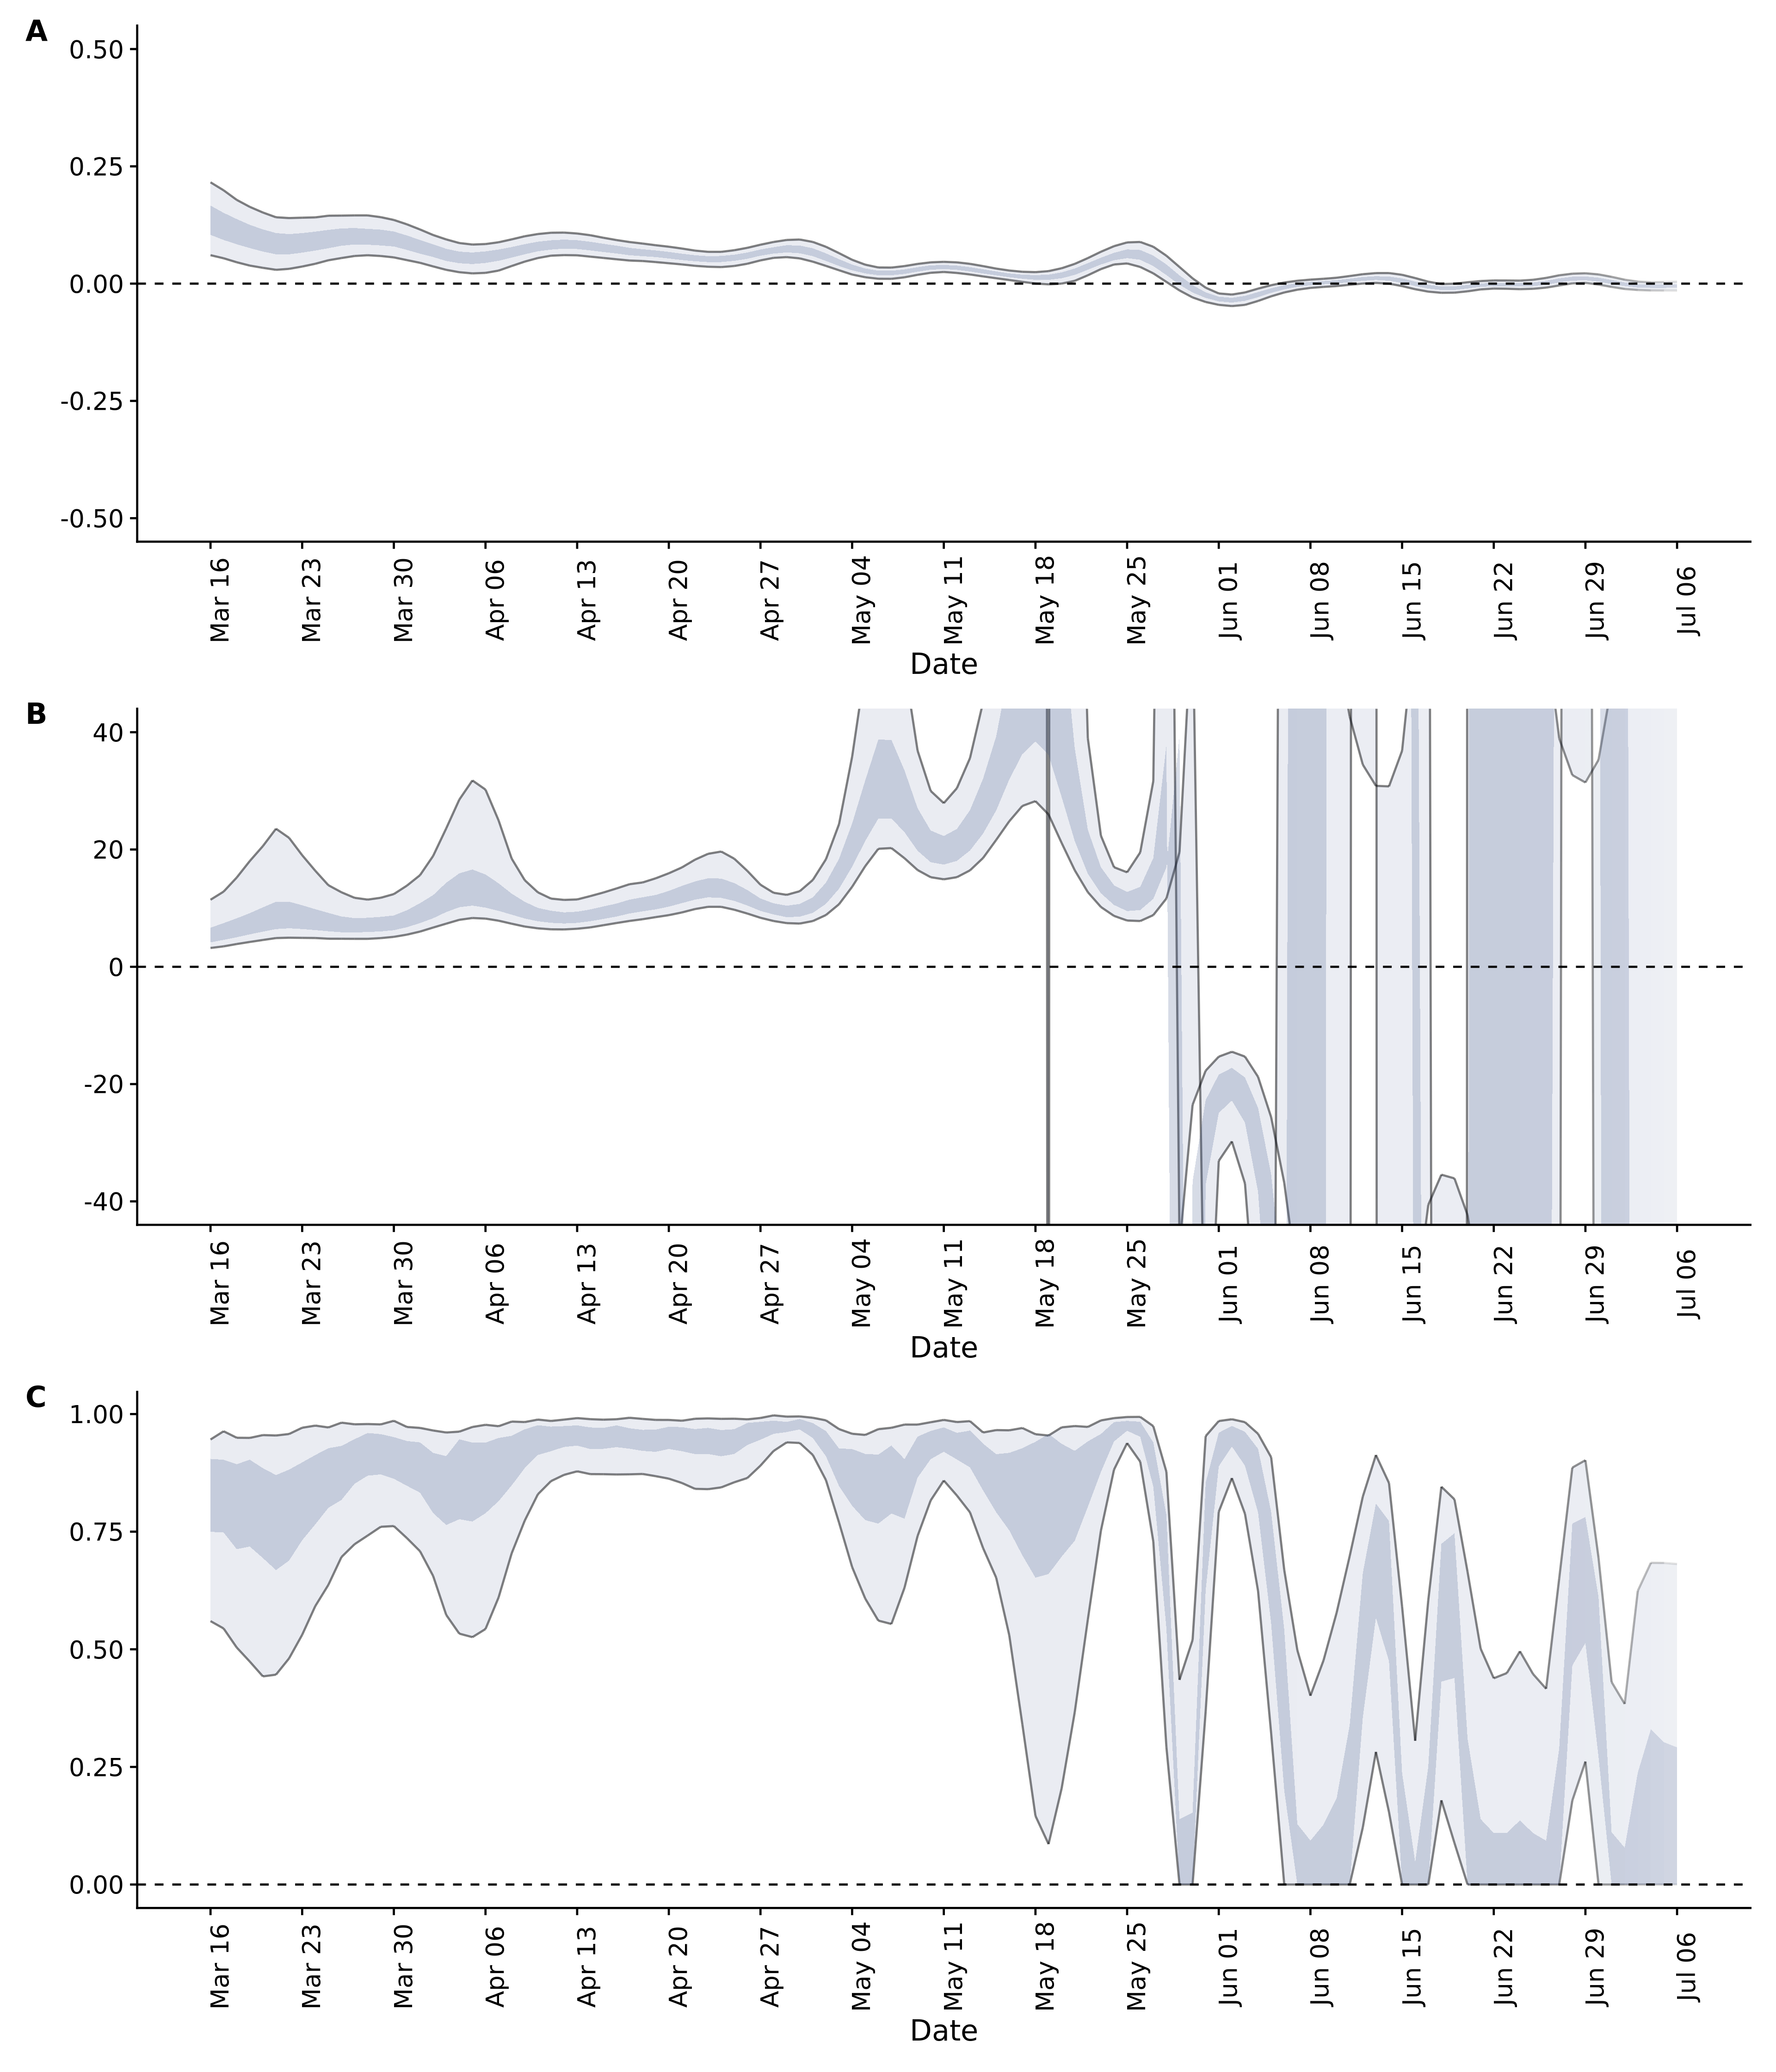 A
0.50
0.25
0.00
-0.25
-0.50
Mar 16
Mar 23
Mar 30
Apr 06
Apr 13
Apr 20
Apr 27
May 04
May 11
May 18
May 25
Jun 01
Jun 08
Jun 15
Jun 22
Jun 29
Jul 06
Date
B
40
20
0
-20
-40
Mar 16
Mar 23
Mar 30
Apr 06
Apr 13
Apr 20
Apr 27
May 04
May 11
May 18
May 25
Jun 01
Jun 08
Jun 15
Jun 22
Jun 29
Jul 06
Date
C
1.00
0.75
0.50
0.25
0.00
Mar 16
Mar 23
Mar 30
Apr 06
Apr 13
Apr 20
Apr 27
May 04
May 11
May 18
May 25
Jun 01
Jun 08
Jun 15
Jun 22
Jun 29
Jul 06
Date